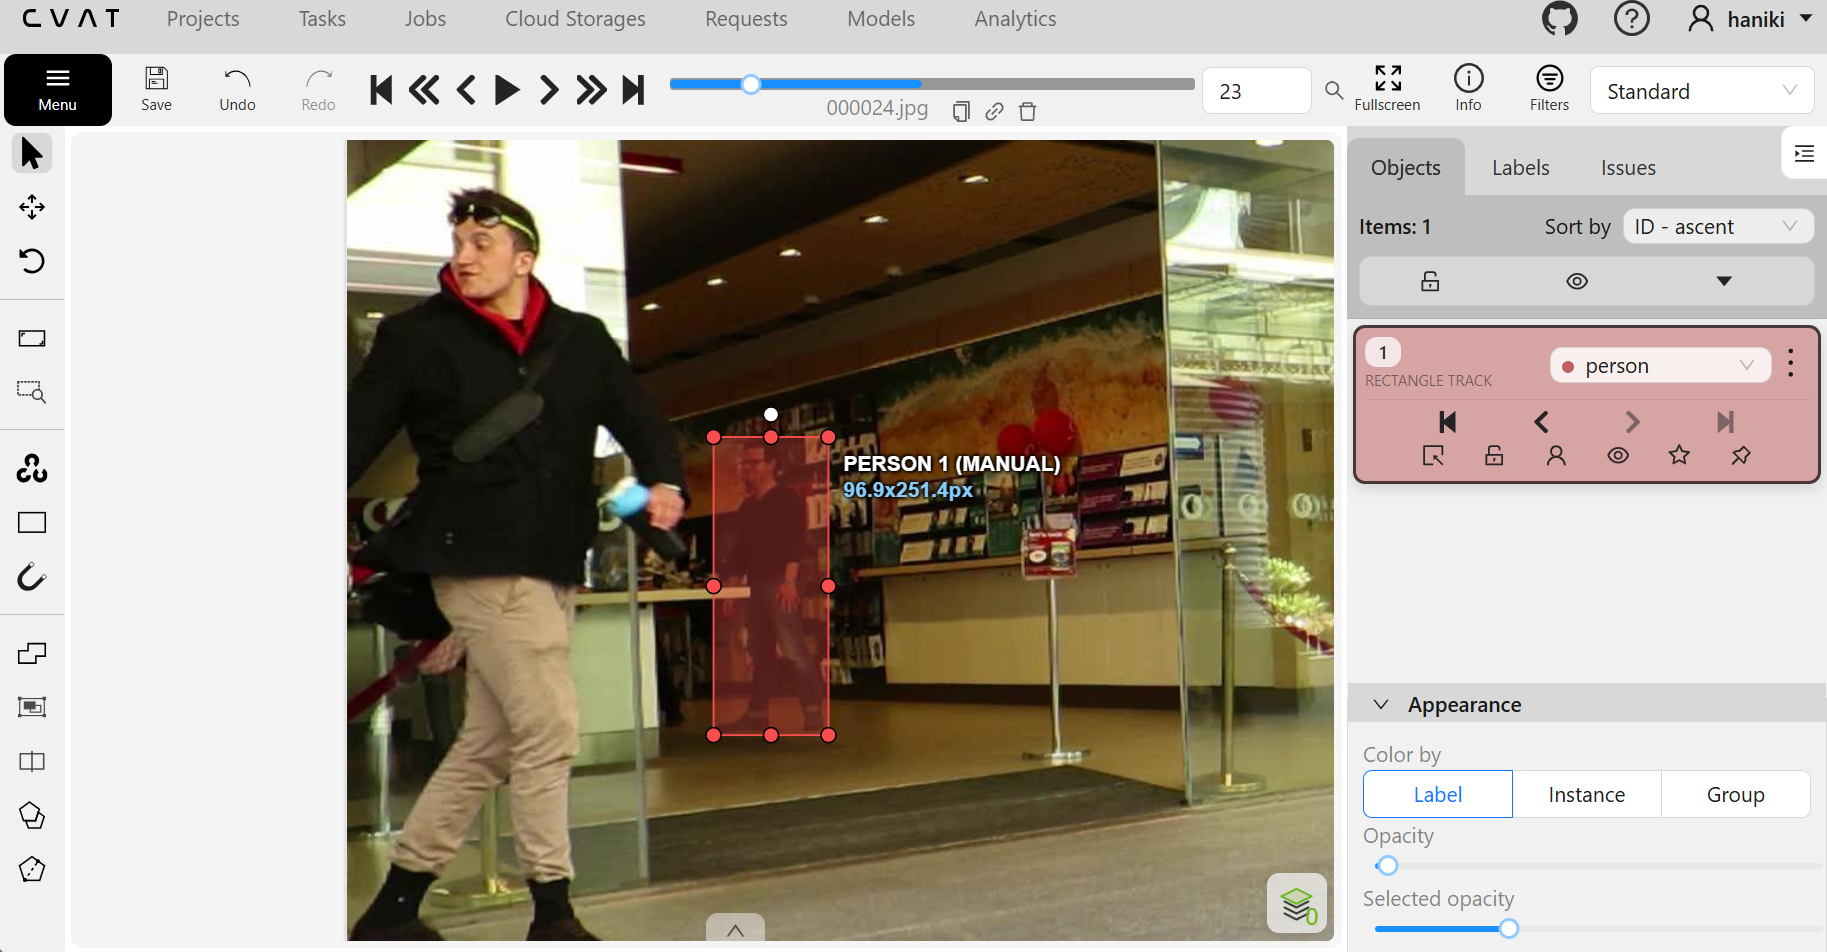 CVAT
Projects
Tasks
Jobs
Cloud Storages
Requests
Models
Analytics
haniki
Menu
Save
Undo
Redo
000024.jpg
23
Fullscreen
Info
Filters
Standard
Objects
Labels
Issues
Items: 1
Sort by
ID - ascent
1
RECTANGLE TRACK
person
PERSON 1 (MANUAL)
96.9x251.4px
Appearance
Color by
Label
Instance
Group
Opacity
Selected opacity
0